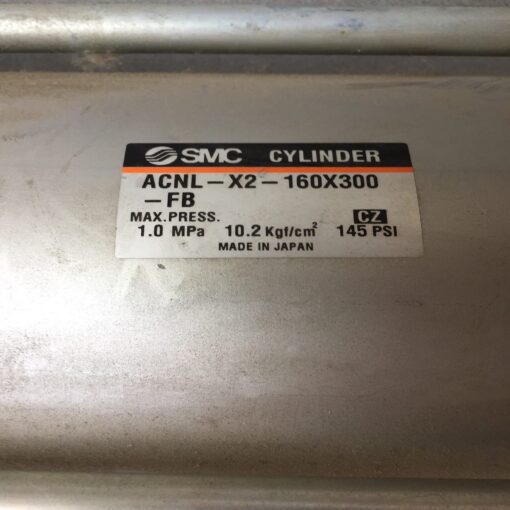 SMC CYLINDER
ACNL-X2-160X300
-FB
MAX.PRESS. CZ
1.0 MPa 10.2 Kgf/cm² 145 PSI
MADE IN JAPAN